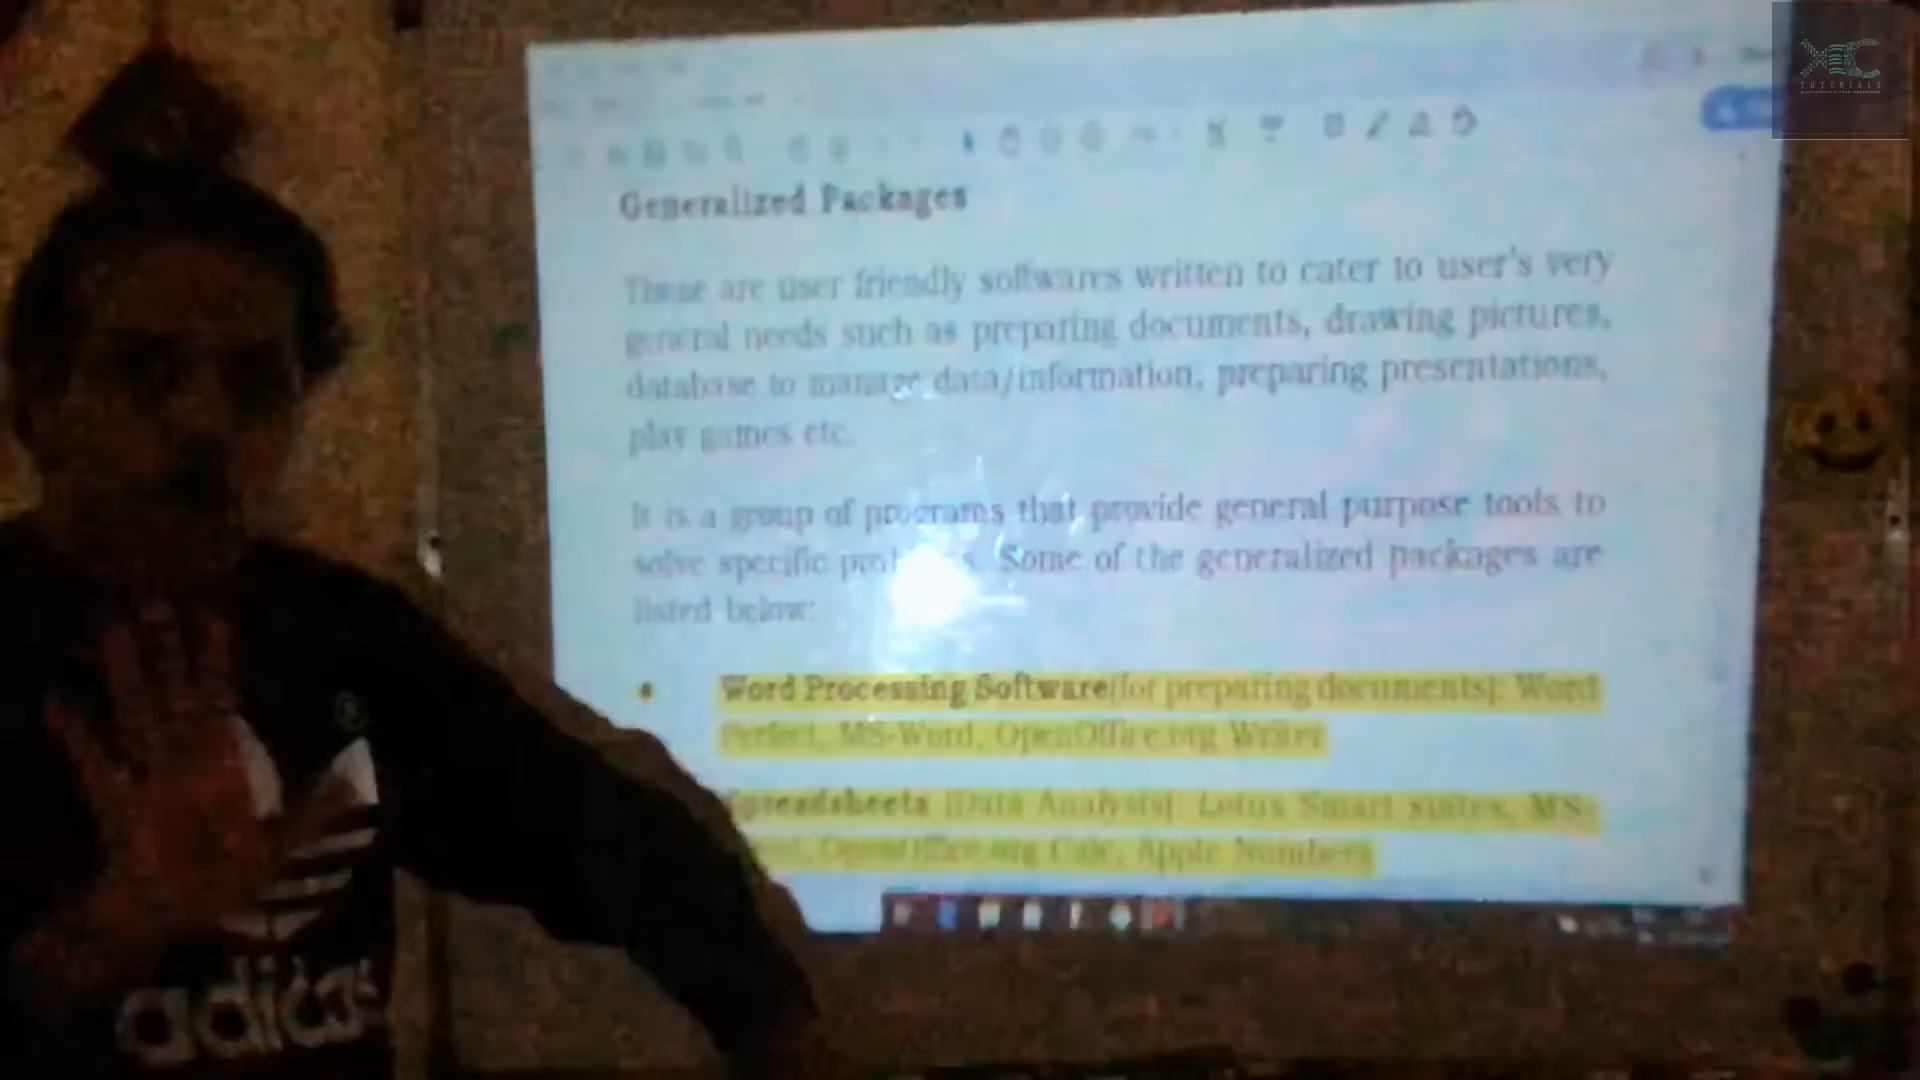 TUTORIALS
Generalized Packages
These are user friendly softwares written to cater to user's very
general needs such as preparing documents, drawing pictures,
database to manage data/information, preparing presentations,
play games etc.
It is a group of programs that provide general purpose tools to
solve specific Some of the generalized packages are
listed below:
Word Processing Software[for preparing documents]: Word
Perfect, MS-Word, OpenOffice.org Writer
Spreadsheets [Data Analysis]: Lotus Smart suites, MS-
OpenOffice.org Calc, Apple Numbers
adidas